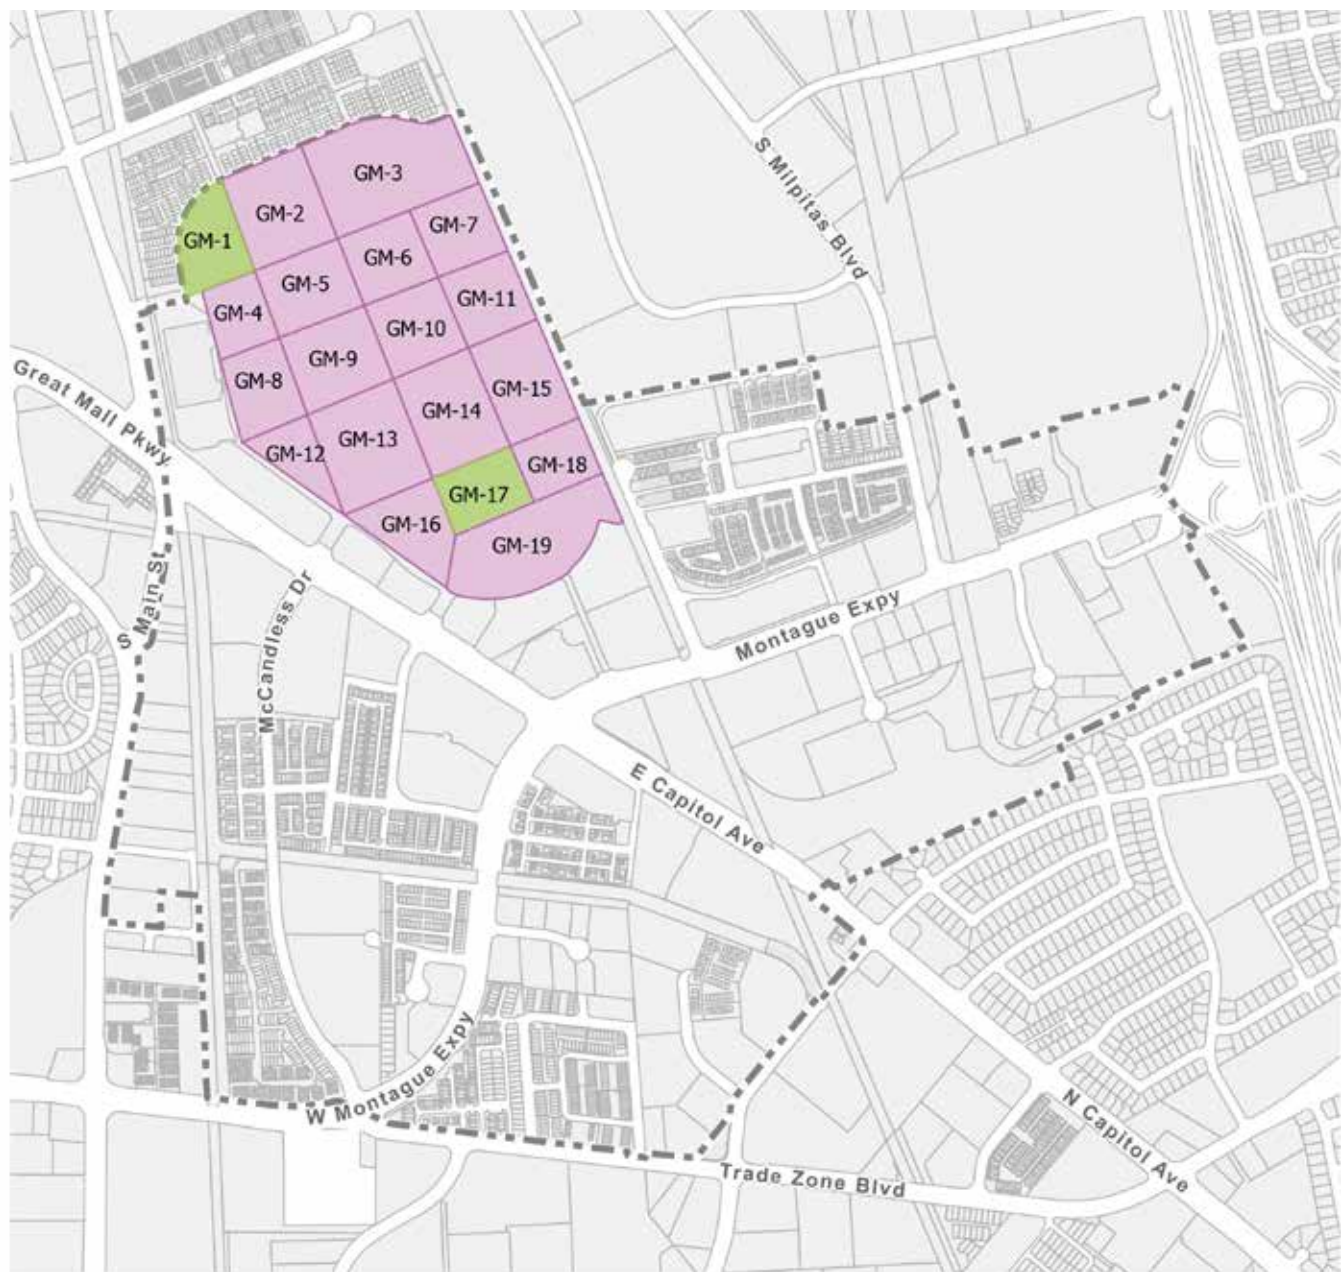 S Milpitas Blvd
GM-3
GM-2
GM-7
GM-1
GM-6
GM-5
GM-11
GM-4
GM-10
GM-9
GM-8
GM-15
GM-14
GM-13
GM-12
GM-18
GM-17
GM-16
GM-19
Great Mall Pkwy
S Main St
McCandless Dr
Montague Expy
E Capitol Ave
W Montague Expy
N Capitol Ave
Trade Zone Blvd